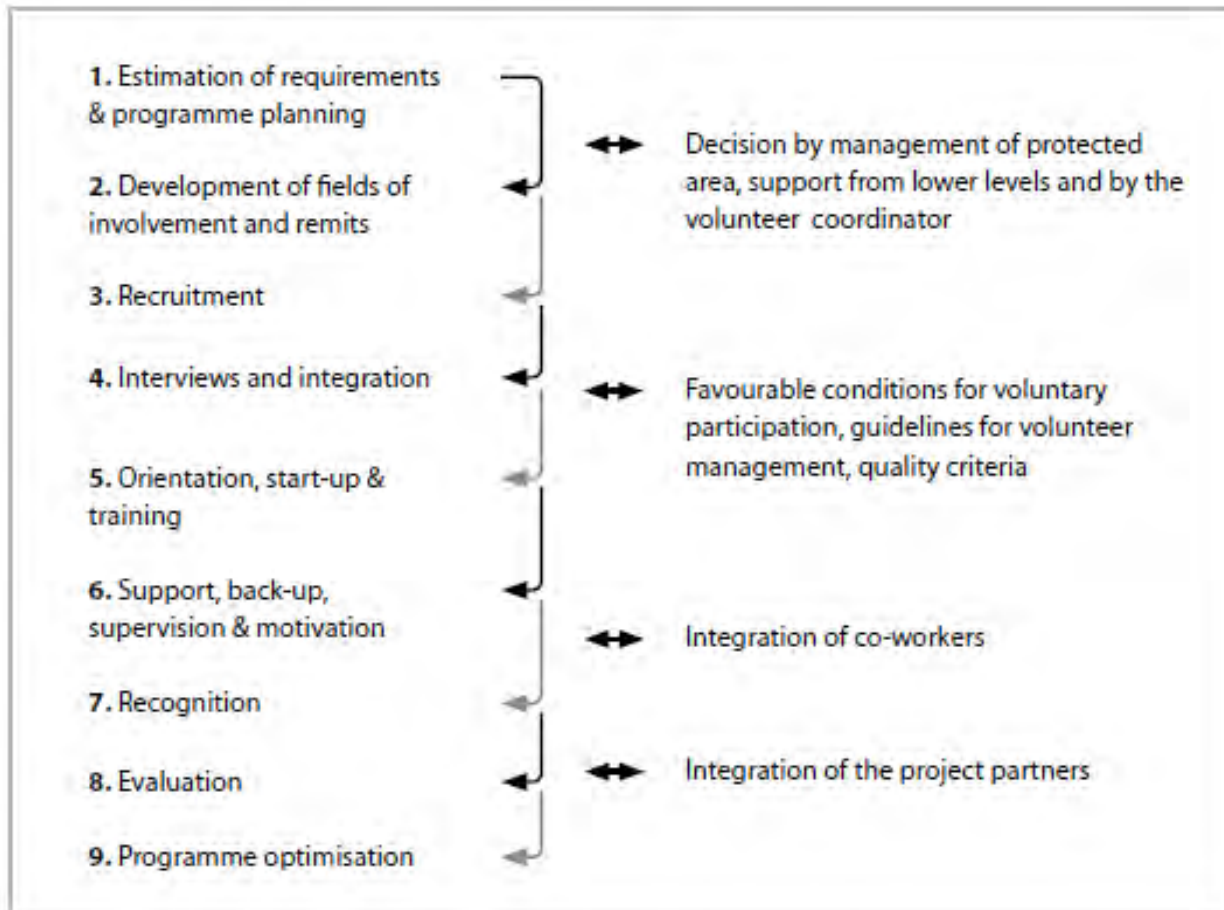 1. Estimation of requirements
& programme planning
2. Development of fields of
involvement and remits
3. Recruitment
4. Interviews and integration
5. Orientation, start-up &
training
6. Support, back-up,
supervision & motivation
7. Recognition
8. Evaluation
9. Programme optimisation
Decision by management of protected
area, support from lower levels and by the
volunteer coordinator
Favourable conditions for voluntary
participation, guidelines for volunteer
management, quality criteria
Integration of co-workers
Integration of the project partners